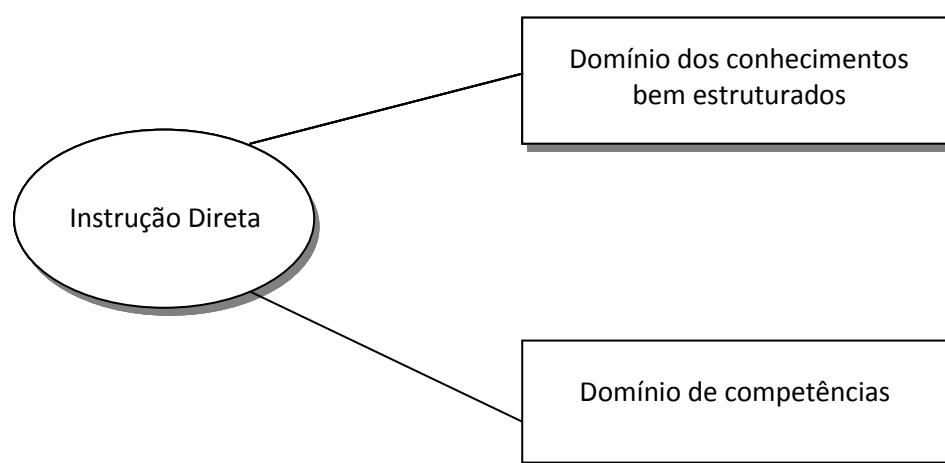 Domínio dos conhecimentos
bem estruturados
Instrução Direta
Domínio de competências